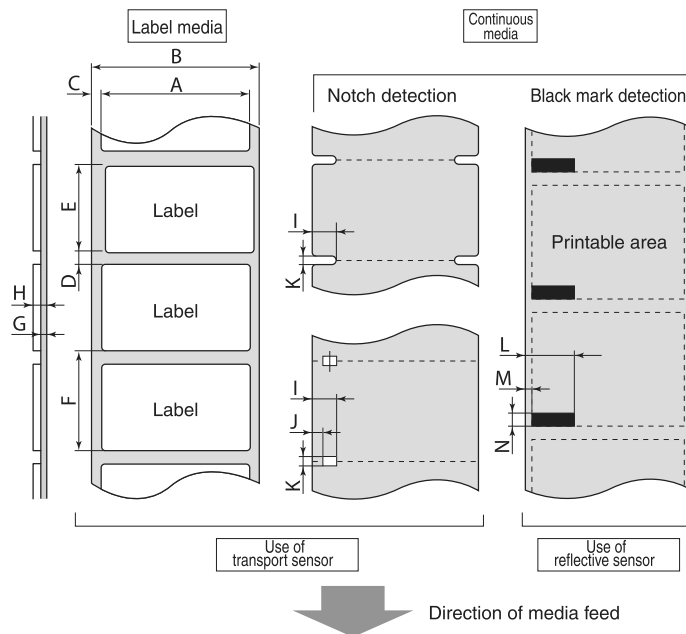 Label media
Continuous
media
B
C
A
Notch detection
Black mark detection
E
Label
I
Printable area
D
K
H
Label
G
L
I
M
F
Label
J
N
K
Use of
transport sensor
Use of
reflective sensor
Direction of media feed